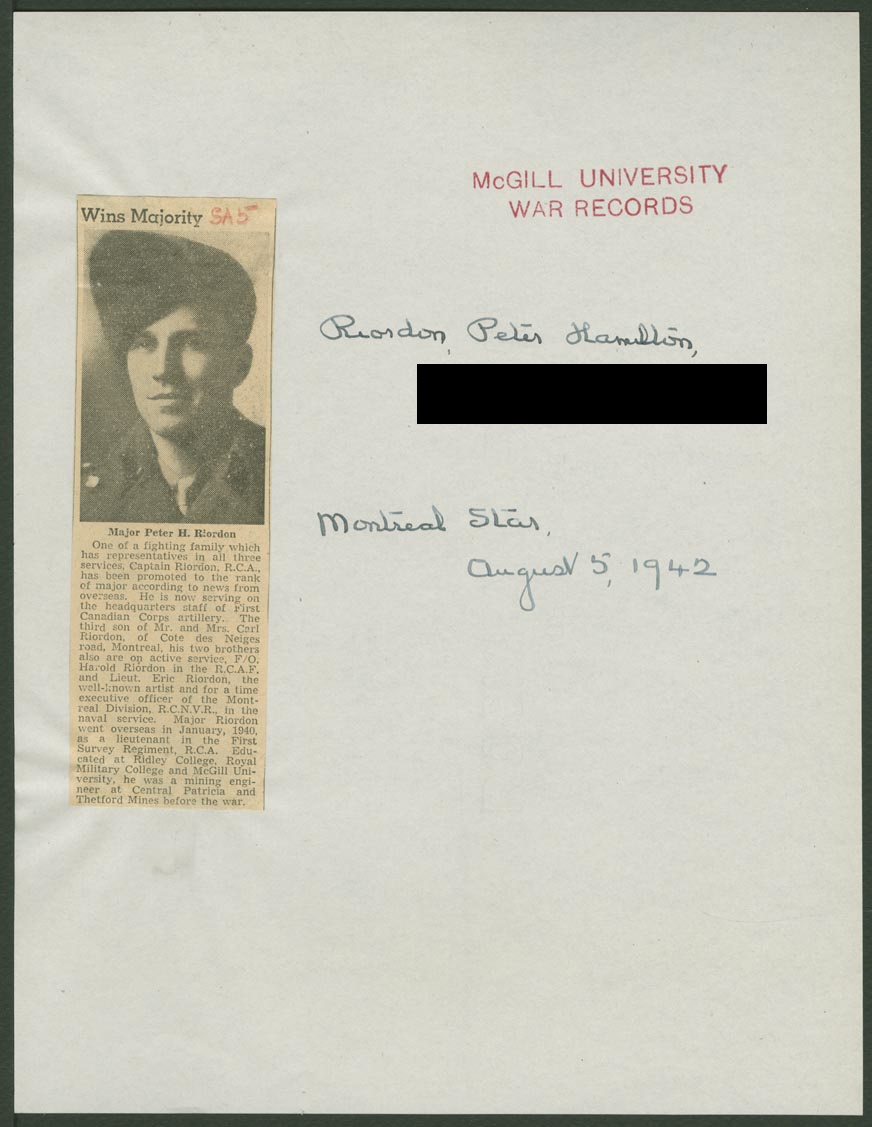 McGILL UNIVERSITY
WAR RECORDS
Wins Majority SA5
Riordon, Peter Hamilton,
Montreal Star,
August 5, 1942
Major Peter H. Riordon
One of a fighting family which
has representatives in all three
services, Captain Riordon, R.C.A.,
has been promoted to the rank
of major according to news from
overseas. He is now serving on
the headquarters staff of First
Canadian Corps artillery. The
third son of Mr. and Mrs. Carl
Riordon, of Cote des Neiges
road, Montreal, his two brothers
also are on active service, F/O.
Harold Riordon in the R.C.A.F.
and Lieut. Eric Riordon, the
well-known artist and for a time
executive officer of the Mont-
real Division, R.C.N.V.R., in the
naval service. Major Riordon
went overseas in January, 1940,
as a lieutenant in the First
Survey Regiment, R.C.A. Edu-
cated at Ridley College, Royal
Military College and McGill Uni-
versity, he was a mining engi-
neer at Central Patricia and
Thetford Mines before the war.